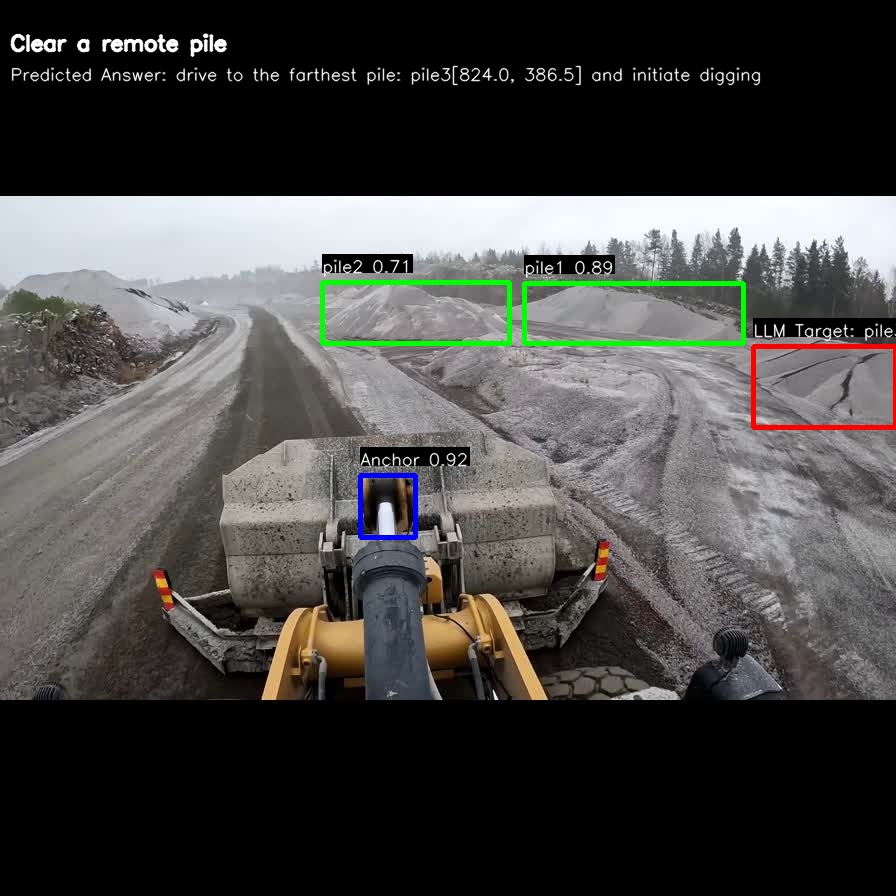 Clear a remote pile
Predicted Answer: drive to the farthest pile: pile3[824.0, 386.5] and initiate digging
pile2 0.71
pile1 0.89
LLM Target: pile
Anchor 0.92